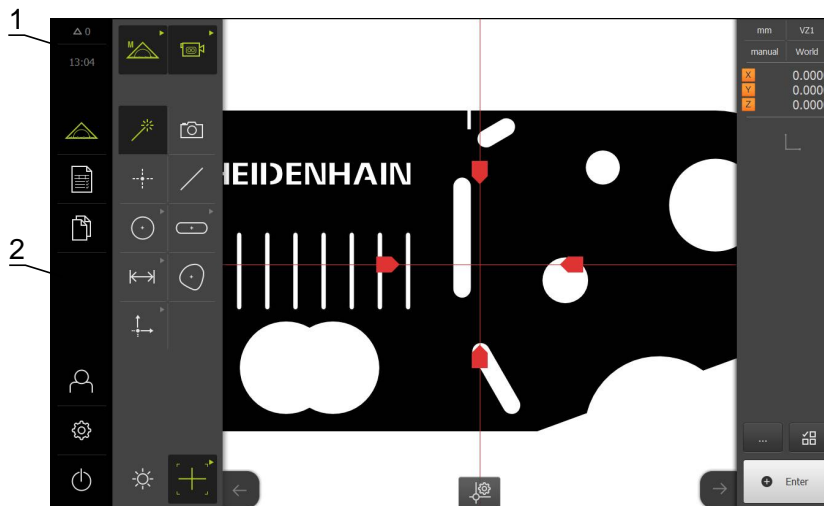 1
△ 0
mm VZ1
manual World
13:04
M
X 0.000
Y 0.000
Z 0.000
HEIDENHAIN
2
...
Enter